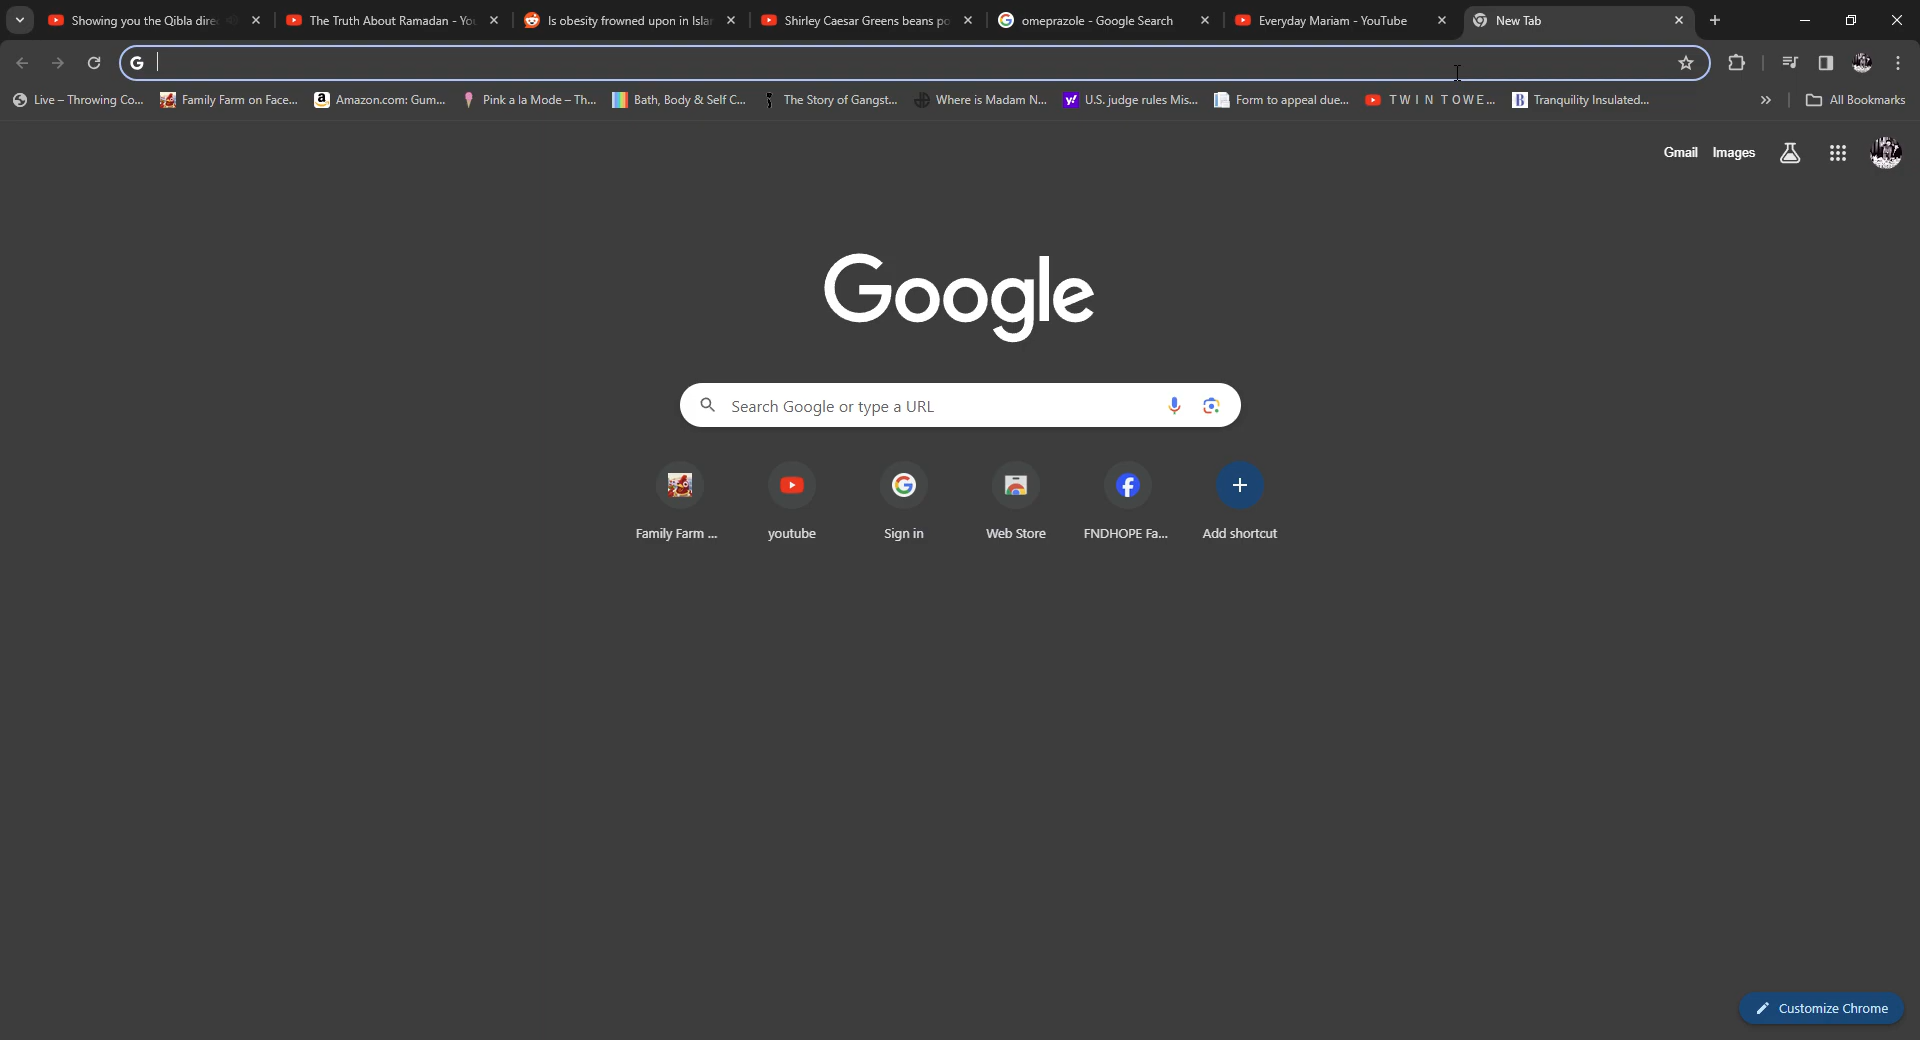 Showing you the Qibla dire
The Truth About Ramadan - You
Is obesity frowned upon in Islam
Shirley Caesar Greens beans po
omeprazole - Google Search
Everyday Mariam - YouTube
New Tab
Live – Throwing Co...
Family Farm on Face...
Amazon.com: Gum...
Pink a la Mode – Th...
Bath, Body & Self C...
The Story of Gangst...
Where is Madam N...
U.S. judge rules Mis...
Form to appeal due...
T W I N T O W E ...
Tranquility Insulated...
All Bookmarks
Gmail Images
Google
Search Google or type a URL
Family Farm ...
youtube
Sign in
Web Store
FNDHOPE Fa...
Add shortcut
Customize Chrome